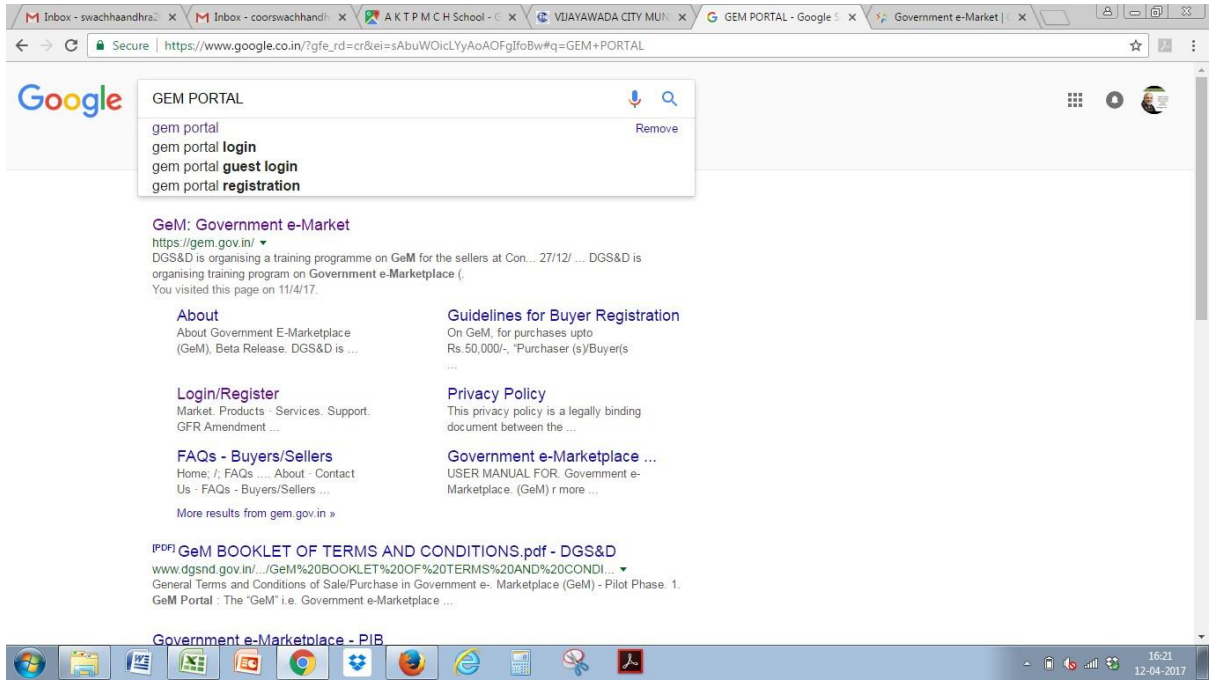 Inbox - swachhaandhra2
Inbox - coorswachhandh
A K T P M C H School - G
VIJAYAWADA CITY MUN
GEM PORTAL - Google S
Government e-Market |
Secure | https://www.google.co.in/?gfe_rd=cr&ei=sAbuWOicLYyAoAOFgIfoBw#q=GEM+PORTAL
Google
GEM PORTAL
gem portal Remove
gem portal login
gem portal guest login
gem portal registration
GeM: Government e-Market
https://gem.gov.in/
DGS&D is organising a training programme on GeM for the sellers at Con... 27/12/ ... DGS&D is
organising training program on Government e-Marketplace (.
You visited this page on 11/4/17.
About
About Government E-Marketplace
(GeM), Beta Release. DGS&D is ...
Guidelines for Buyer Registration
On GeM, for purchases upto
Rs.50,000/-, "Purchaser (s)/Buyer(s
...
Login/Register
Market. Products · Services. Support.
GFR Amendment ...
Privacy Policy
This privacy policy is a legally binding
document between the ...
FAQs - Buyers/Sellers
Home; /; FAQs .... About · Contact
Us · FAQs - Buyers/Sellers ...
Government e-Marketplace ...
USER MANUAL FOR. Government e-
Marketplace. (GeM) r more ...
More results from gem.gov.in »
[PDF] GeM BOOKLET OF TERMS AND CONDITIONS.pdf - DGS&D
www.dgsnd.gov.in/.../GeM%20BOOKLET%20OF%20TERMS%20AND%20CONDI...
General Terms and Conditions of Sale/Purchase in Government e-. Marketplace (GeM) - Pilot Phase. 1.
GeM Portal : The "GeM" i.e. Government e-Marketplace ...
Government e-Marketplace - PIB
16:21
12-04-2017